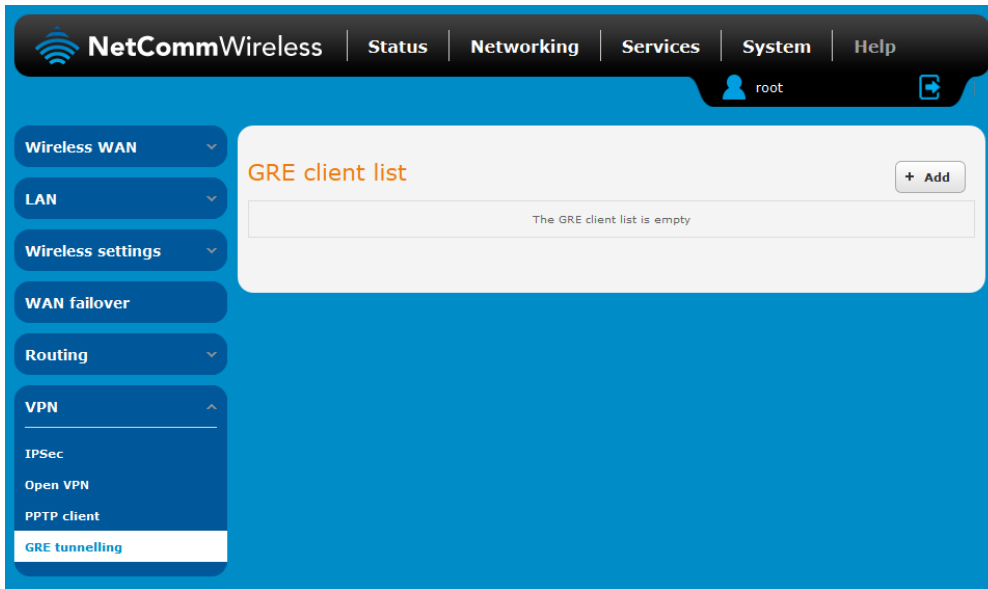 NetCommWireless
Status
Networking
Services
System
Help
root
Wireless WAN
LAN
Wireless settings
WAN failover
Routing
VPN
IPSec
Open VPN
PPTP client
GRE tunnelling
GRE client list
+ Add
The GRE client list is empty